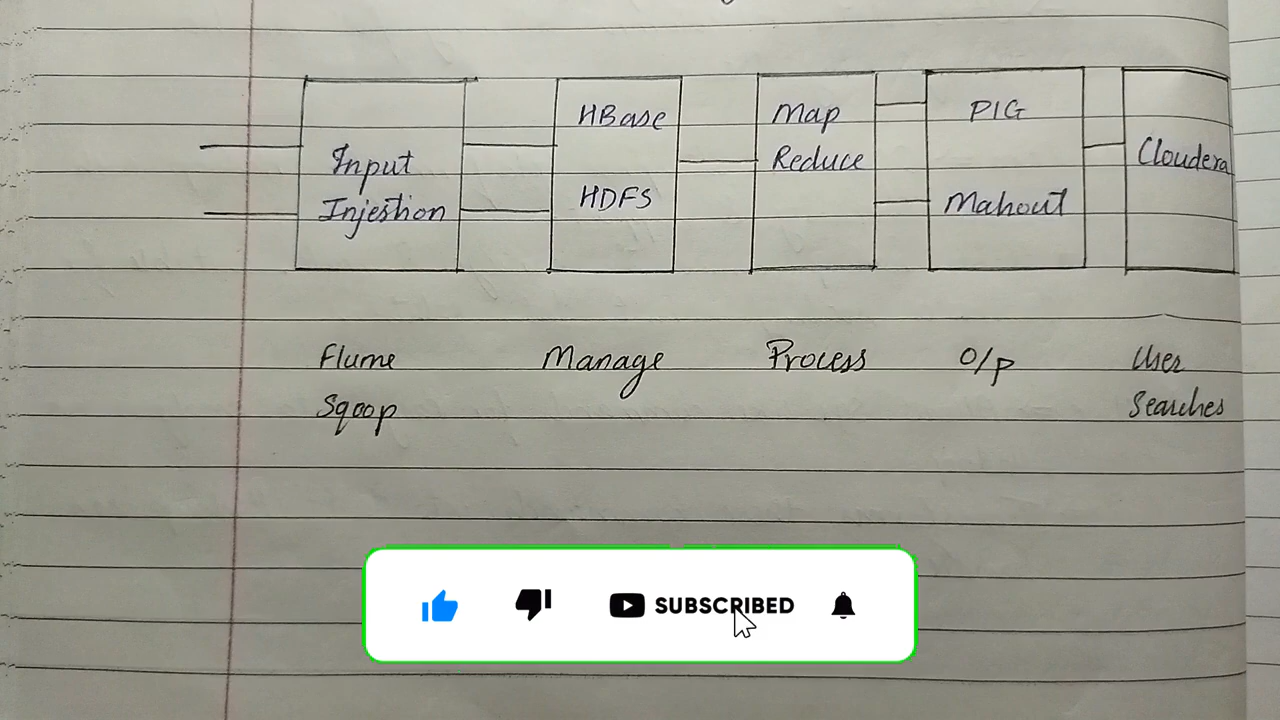 Input
Injestion
HBase
HDFS
Map
Reduce
PIG
Mahout
Cloudera
Flume
Sqoop
Manage
Process
O/p
User
Searches
SUBSCRIBED